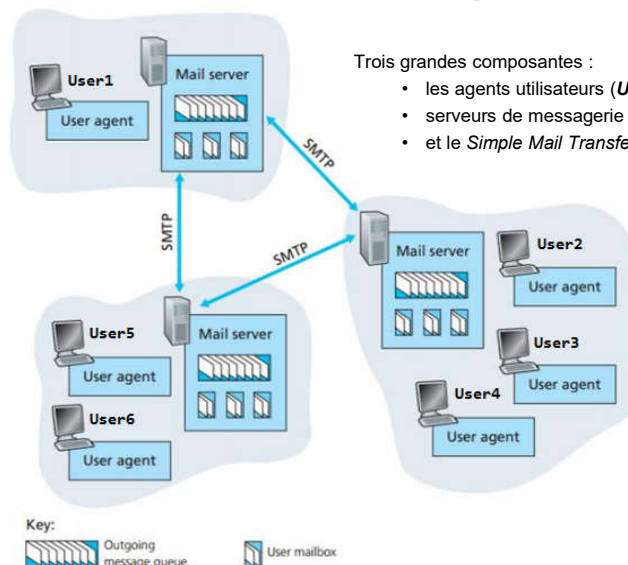 User1
User agent
Mail server
Trois grandes composantes :
• les agents utilisateurs (
• serveurs de messagerie
• et le Simple Mail
SMTP
SMTP
SMTP
Mail server
User2
User agent
User3
User agent
User4
User agent
Mail server
User5
User agent
User6
User agent
Key:
Outgoing
message queue
User mailbox